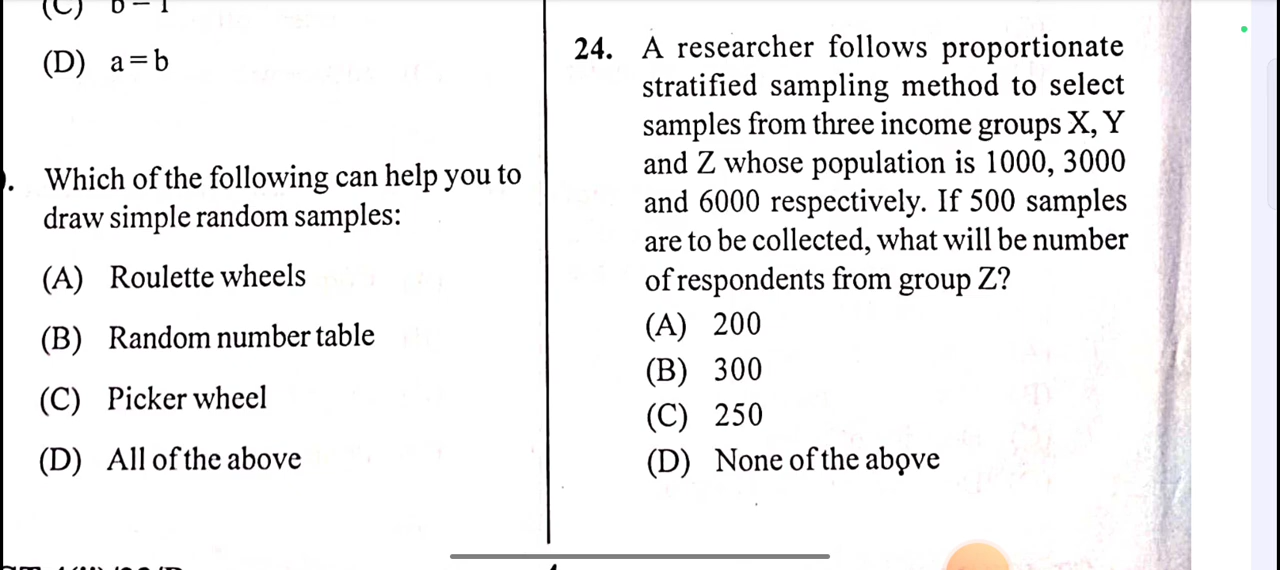 (D) a=b
Which of the following can help you to
draw simple random samples:
(A) Roulette wheels
(B) Random number table
(C) Picker wheel
(D) All of the above
24. A researcher follows proportionate
stratified sampling method to select
samples from three income groups X, Y
and Z whose population is 1000, 3000
and 6000 respectively. If 500 samples
are to be collected, what will be number
of respondents from group Z?
(A) 200
(B) 300
(C) 250
(D) None of the above